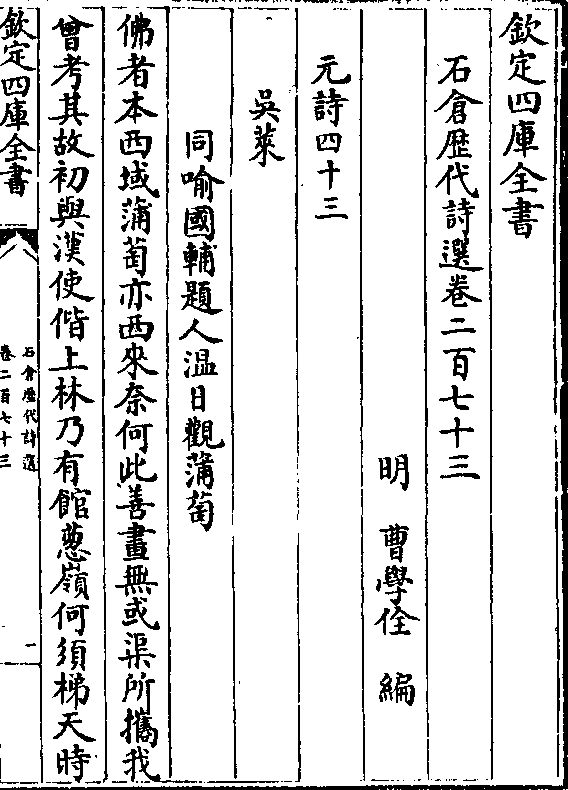 欽定四庫全書
石倉歴代詩選卷二百七十三
明 曹學佺 編
元詩四十三
吳萊
同喻國輔題人溫日觀蒲萄
佛者本西域蒲萄亦西來奈何此善畫無或渠所攜我
曾考其故初與漢使偕上林乃有館葱嶺何須梯天時
欽定四庫全書
石倉歴代詩選
卷二百七十三
一